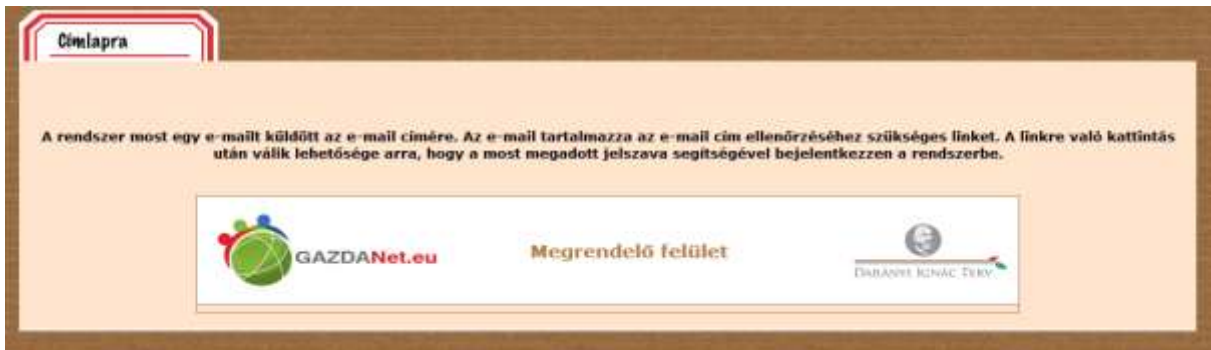 Címlapra
A rendszer most egy e-mailt küldött az e-mail címére. Az e-mail tartalmazza az e-mail cím ellenőrzéséhez szükséges linket. A linkre való kattintás
után válik lehetősége arra, hogy a most megadott jelszava segítségével bejelentkezzen a rendszerbe.
GAZDANet.eu
Megrendelő felület
DARÁNYI IGNÁC TERV